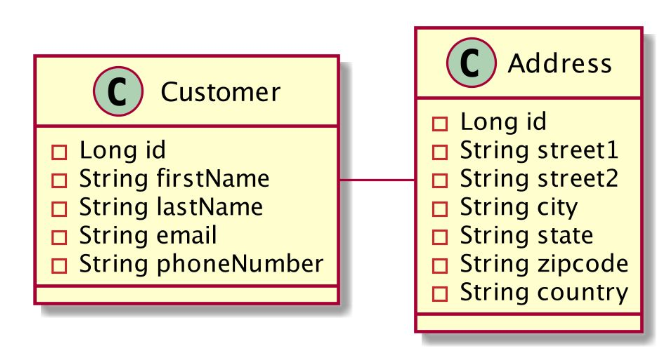 C Customer
Long id
String firstName
String lastName
String email
String phoneNumber
C Address
Long id
String street1
String street2
String city
String state
String zipcode
String country